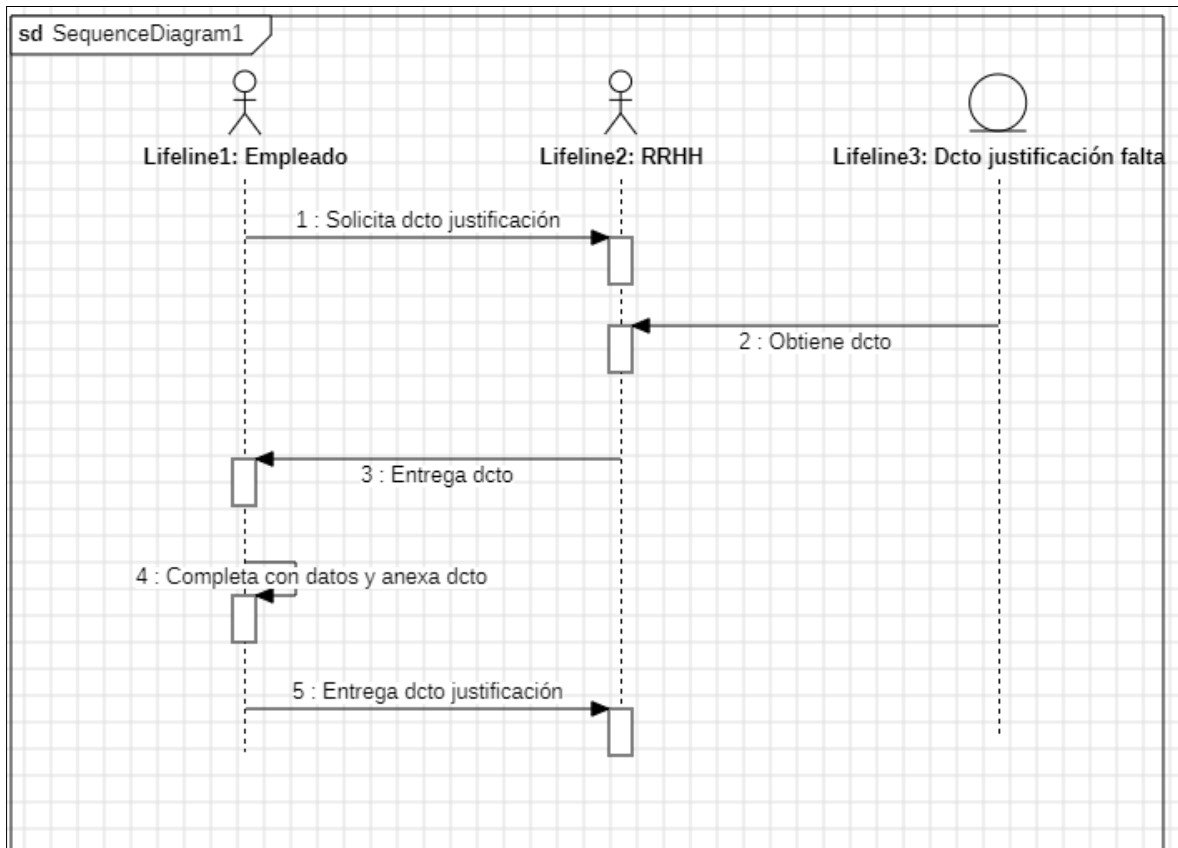 sd SequenceDiagram1
Lifeline1: Empleado
Lifeline2: RRHH
Lifeline3: Dcto justificación falta
1 : Solicita dcto justificación
2 : Obtiene dcto
3 : Entrega dcto
4 : Completa con datos y anexa dcto
5 : Entrega dcto justificación